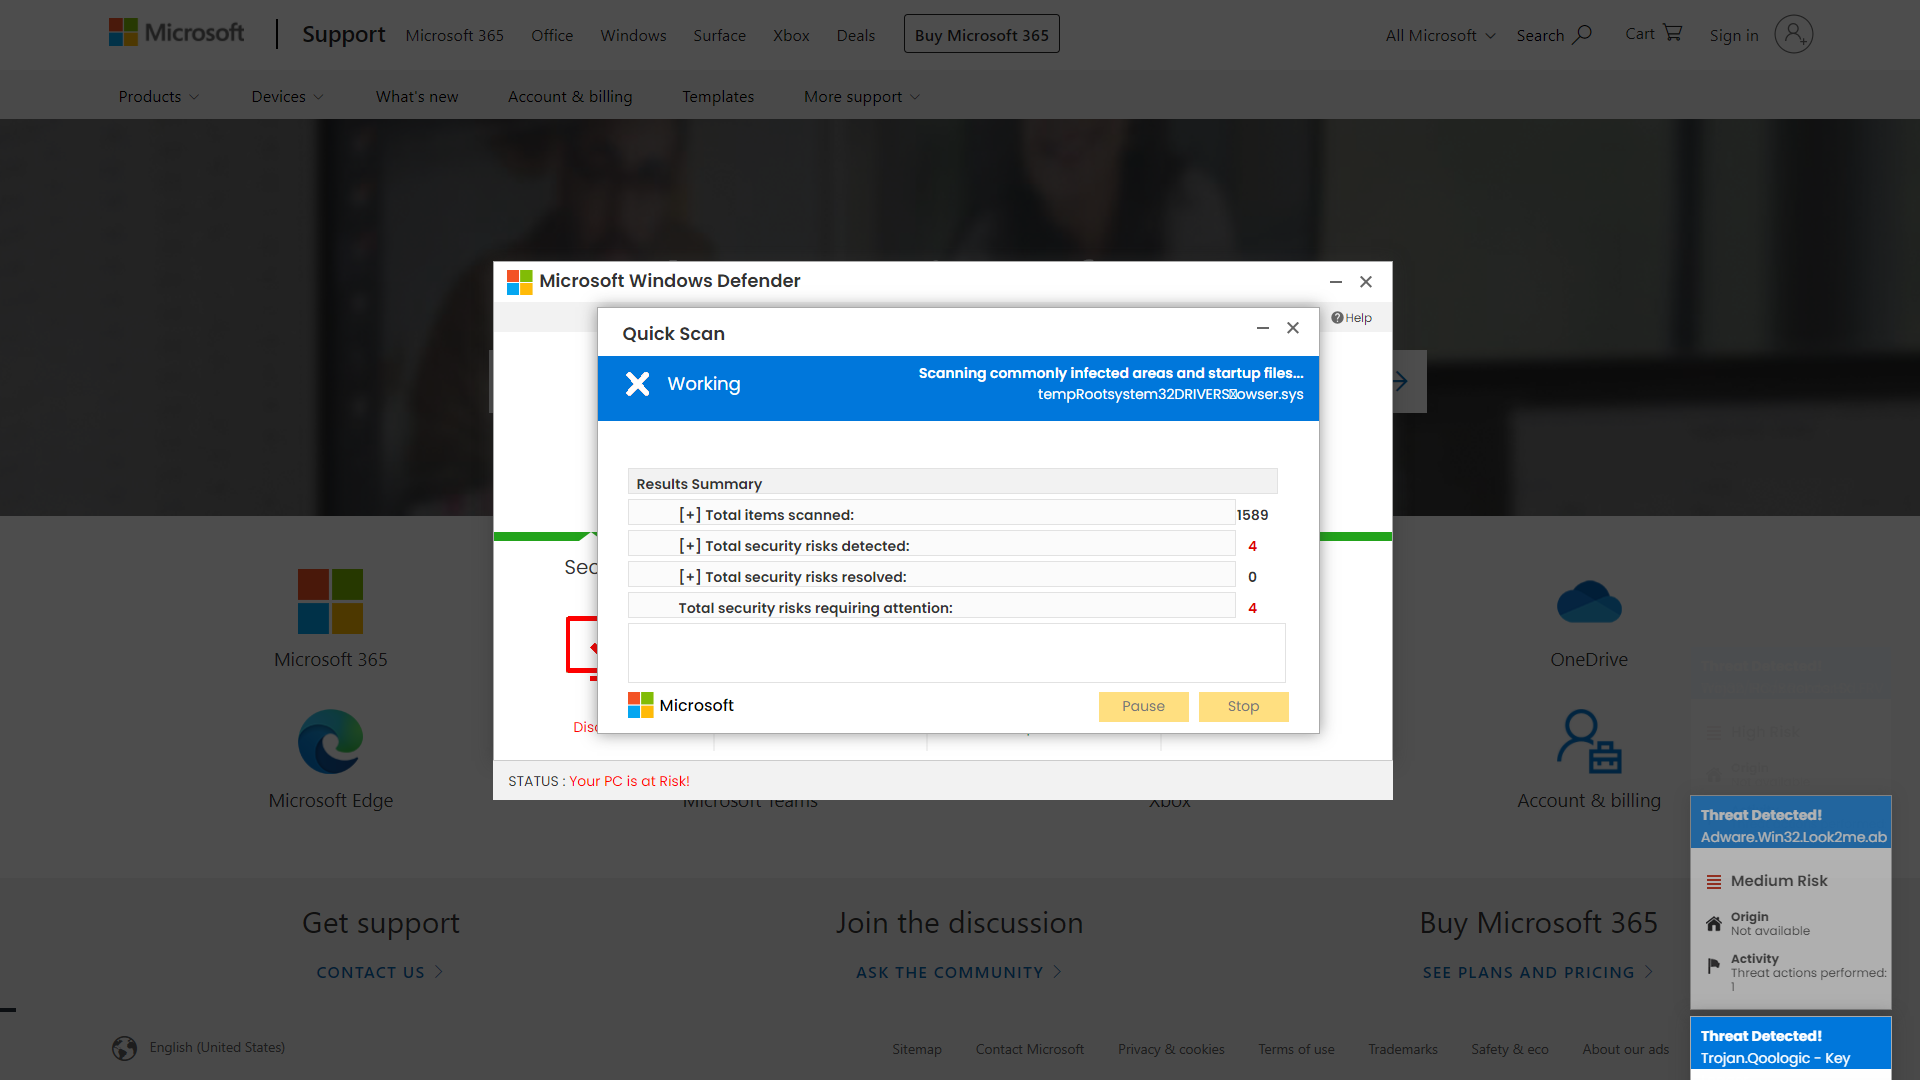 Microsoft
Support
Microsoft 365
Office
Windows
Surface
Xbox
Deals
Buy Microsoft 365
All Microsoft
Search
Cart
Sign in
Products
Devices
What's new
Account & billing
Templates
More support
Microsoft Windows Defender
Help
Quick Scan
Working
Scanning commonly infected areas and startup files...
Results Summary
[+] Total items scanned:
1589
[+] Total security risks detected:
4
[+] Total security risks resolved:
0
Total security risks requiring attention:
4
Microsoft
Pause
Stop
Sec
Disc
STATUS : Your PC is at Risk!
Microsoft 365
OneDrive
Microsoft Edge
Microsoft Teams
Xbox
Account & billing
High Risk
Origin
Threat Detected!
Adware.Win32.Look2me.ab
Medium Risk
Origin
Not available
Activity
Threat actions performed:
1
Threat Detected!
Trojan.Qoologic - Key
Get support
CONTACT US
Join the discussion
ASK THE COMMUNITY
Buy Microsoft 365
SEE PLANS AND PRICING
English (United States)
Sitemap
Contact Microsoft
Privacy & cookies
Terms of use
Trademarks
Safety & eco
About our ads